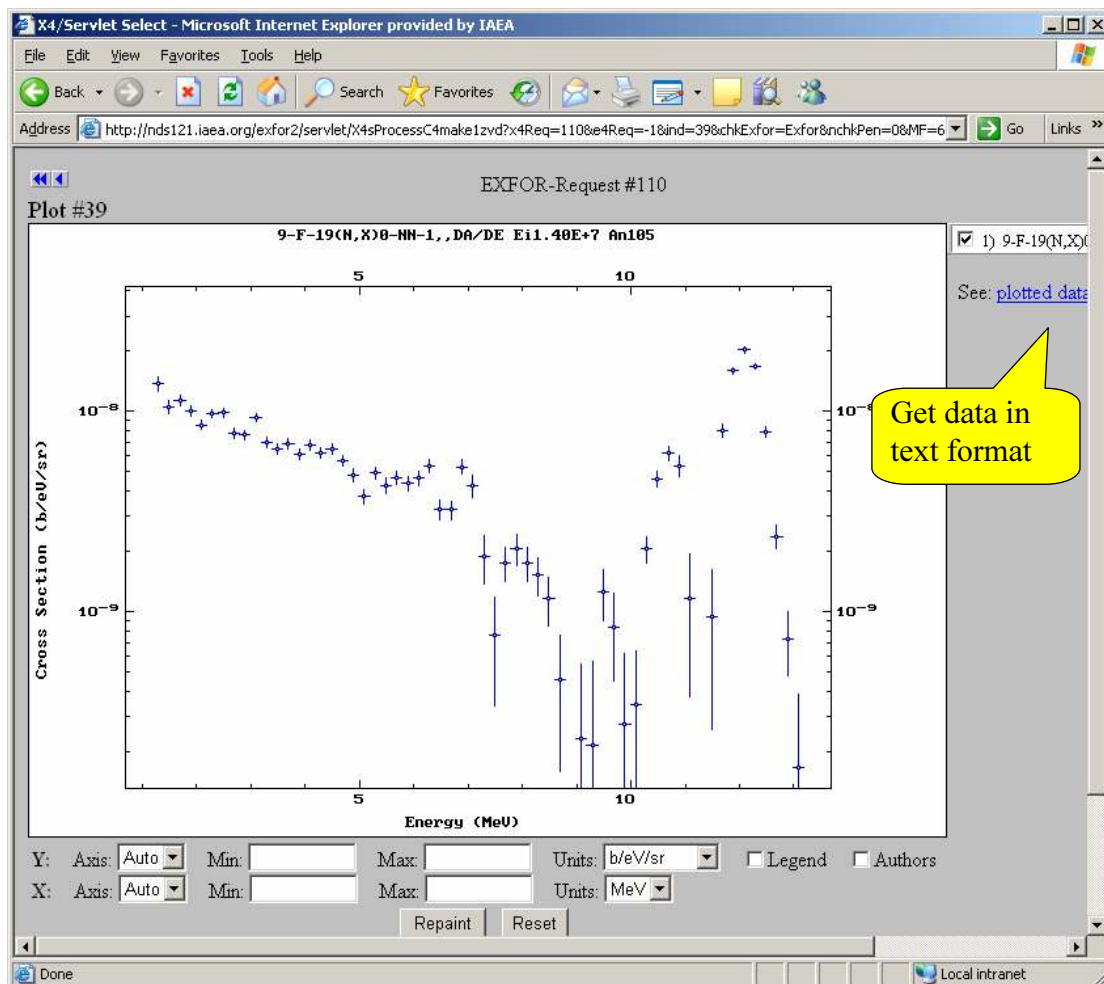 X4/Servlet Select - Microsoft Internet Explorer provided by IAEA
File Edit View Favorites Tools Help
Back Search Favorites
Address http://nds121.iaea.org/exfor2/servlet/X4sProcessC4make1zvd?x4Req=110&e4Req=-1&ind=39&chkExfor=Exfor&nchkPen=0&MF=6 Go Links »
EXFOR-Request #110
Plot #39
9-F-19(N,X)0-NN-1,,DA/DE Ei1.40E+7 An105
1) 9-F-19(N,X)0
See: plotted data
5 10
10⁻⁸ 10⁻⁸
Get data in
text format
Cross Section (b/eV/sr)
10⁻⁹ 10⁻⁹
5 10
Energy (MeV)
Y: Axis: Auto Min: Max: Units: b/eV/sr Legend Authors
X: Axis: Auto Min: Max: Units: MeV
Repaint Reset
Done Local intranet